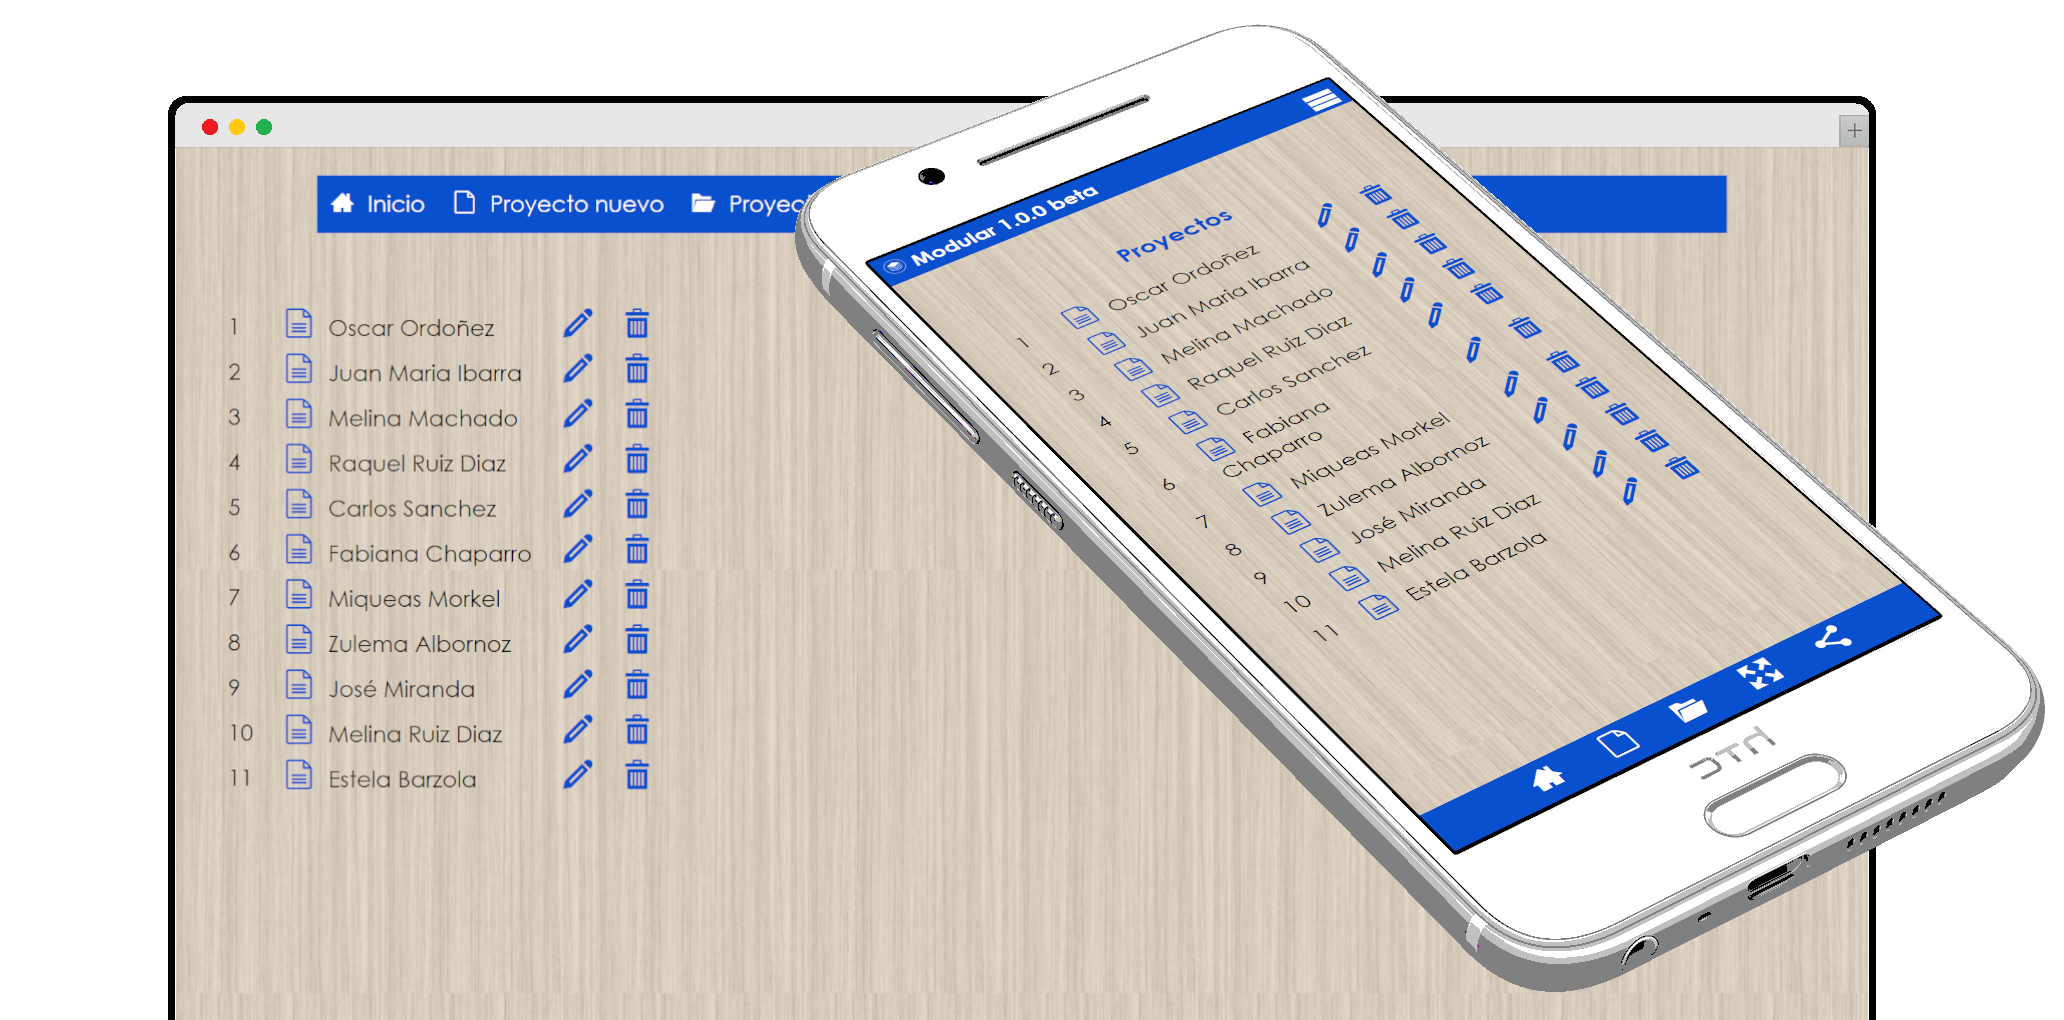 Inicio Proyecto nuevo Proyec
1 Oscar Ordoñez
2 Juan Maria Ibarra
3 Melina Machado
4 Raquel Ruiz Diaz
5 Carlos Sanchez
6 Fabiana Chaparro
7 Miqueas Morkel
8 Zulema Albornoz
9 José Miranda
10 Melina Ruiz Diaz
11 Estela Barzola
Modular 1.0.0 beta
Proyectos
1 Oscar Ordoñez
2 Juan Maria Ibarra
3 Melina Machado
4 Raquel Ruiz Diaz
5 Carlos Sanchez
6 Fabiana
Chaparro
7 Miqueas Morkel
8 Zulema Albornoz
9 José Miranda
10 Melina Ruiz Diaz
11 Estela Barzola